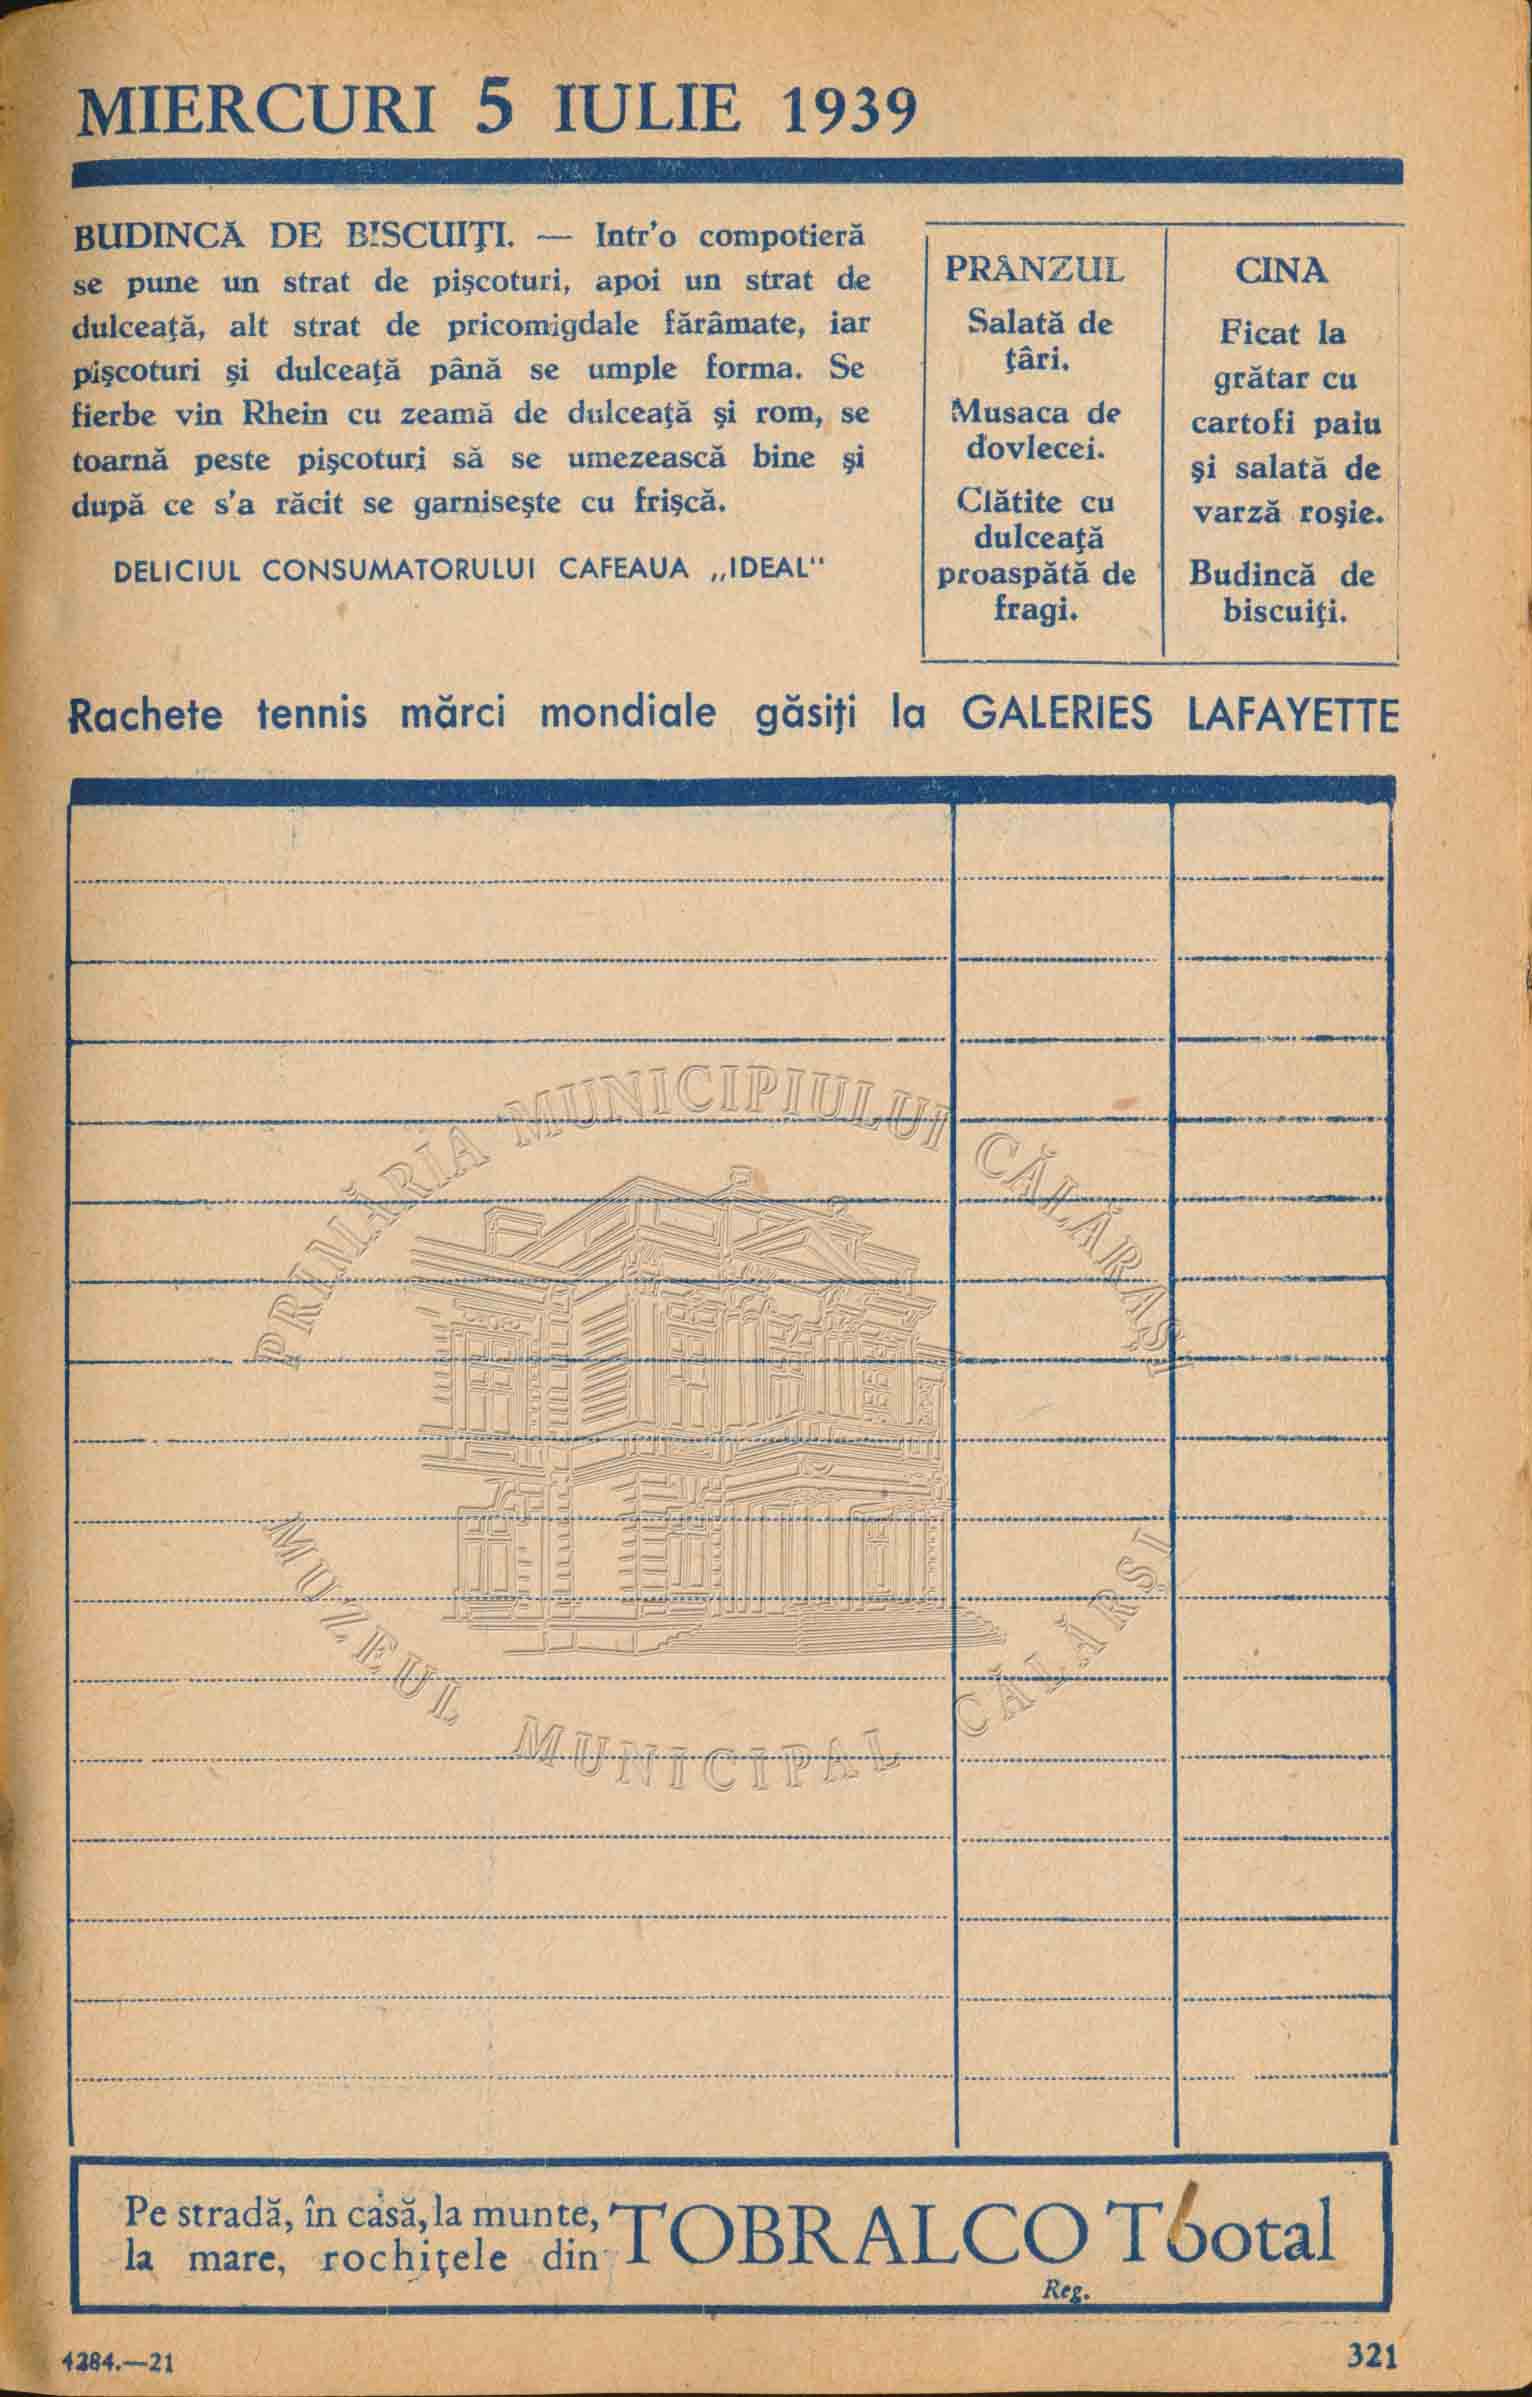 MIERCURI 5 IULIE 1939
BUDINCĂ DE BISCUIŢI. — Intr'o compotieră
se pune un strat de pişcoturi, apoi un strat de
dulceaţă, alt strat de pricomigdale fărâmate, iar
pişcoturi şi dulceaţă până se umple forma. Se
fierbe vin Rhein cu zeamă de dulceaţă şi rom, se
toarnă peste pişcoturi să se umezească bine şi
după ce s'a răcit se garniseşte cu frişcă.
DELICIUL CONSUMATORULUI CAFEAUA „IDEAL"
PRÂNZUL
Salată de
ţâri.
Musaca de
dovlecei.
Clătite cu
dulceaţă
proaspătă de
fragi.
CINA
Ficat la
grătar cu
cartofi paiu
şi salată de
varză roşie.
Budincă de
biscuiţi.
Rachete tennis mărci mondiale găsiţi la GALERIES LAFAYETTE
PRIMĂRIA MUNICIPIULUI CĂLĂRAŞI
MUZEUL MUNICIPAL CĂLĂRŞI
Pe stradă, în casă, la munte,
la mare, rochiţele din
TOBRALCO Tootal
Reg.
4284.—21
321